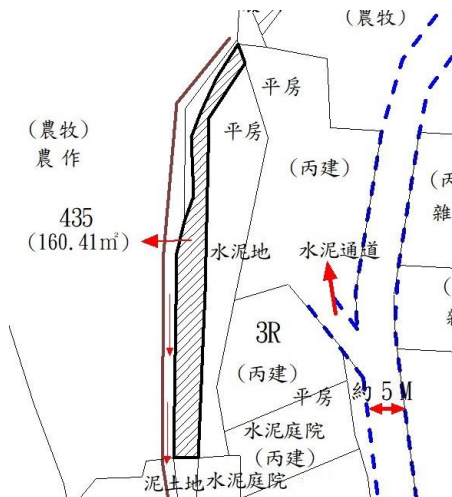 (農牧)
平房
(農牧)
農作
平房
(丙建)
(丙
雜
435
(160.41㎡)
水泥地
水泥通道
(
雜
3R
(丙建)
約 5 M
平房
水泥庭院
(丙建)
泥土地
水泥庭院